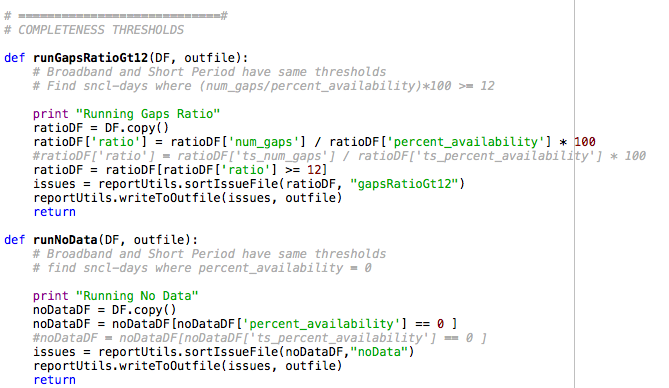 # ============================#
# COMPLETENESS THRESHOLDS
def runGapsRatioGt12(DF, outfile):
# Broadband and Short Period have same thresholds
# Find sncl-days where (num_gaps/percent_availability)*100 >= 12
print "Running Gaps Ratio"
ratioDF = DF.copy()
ratioDF['ratio'] = ratioDF['num_gaps'] / ratioDF['percent_availability'] * 100
#ratioDF['ratio'] = ratioDF['ts_num_gaps'] / ratioDF['ts_percent_availability'] * 100
ratioDF = ratioDF[ratioDF['ratio'] >= 12]
issues = reportUtils.sortIssueFile(ratioDF, "gapsRatioGt12")
reportUtils.writeToOutfile(issues, outfile)
return
def runNoData(DF, outfile):
# Broadband and Short Period have same thresholds
# find sncl-days where percent_availability = 0
print "Running No Data"
noDataDF = DF.copy()
noDataDF = noDataDF[noDataDF['percent_availability'] == 0 ]
#noDataDF = noDataDF[noDataDF['ts_percent_availability'] == 0 ]
issues = reportUtils.sortIssueFile(noDataDF,"noData")
reportUtils.writeToOutfile(issues, outfile)
return